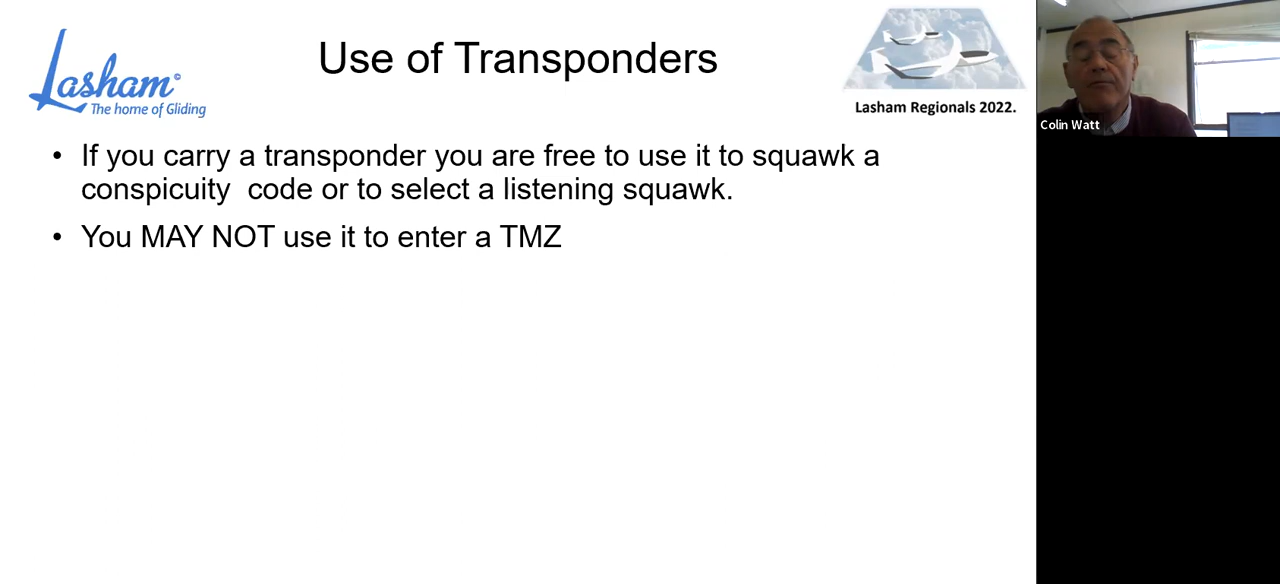 Lasham©
The home of Gliding
Use of Transponders
Lasham Regionals 2022.
Colin Watt
• If you carry a transponder you are free to use it to squawk a
conspicuity  code or to select a listening squawk.
• You MAY NOT use it to enter a TMZ